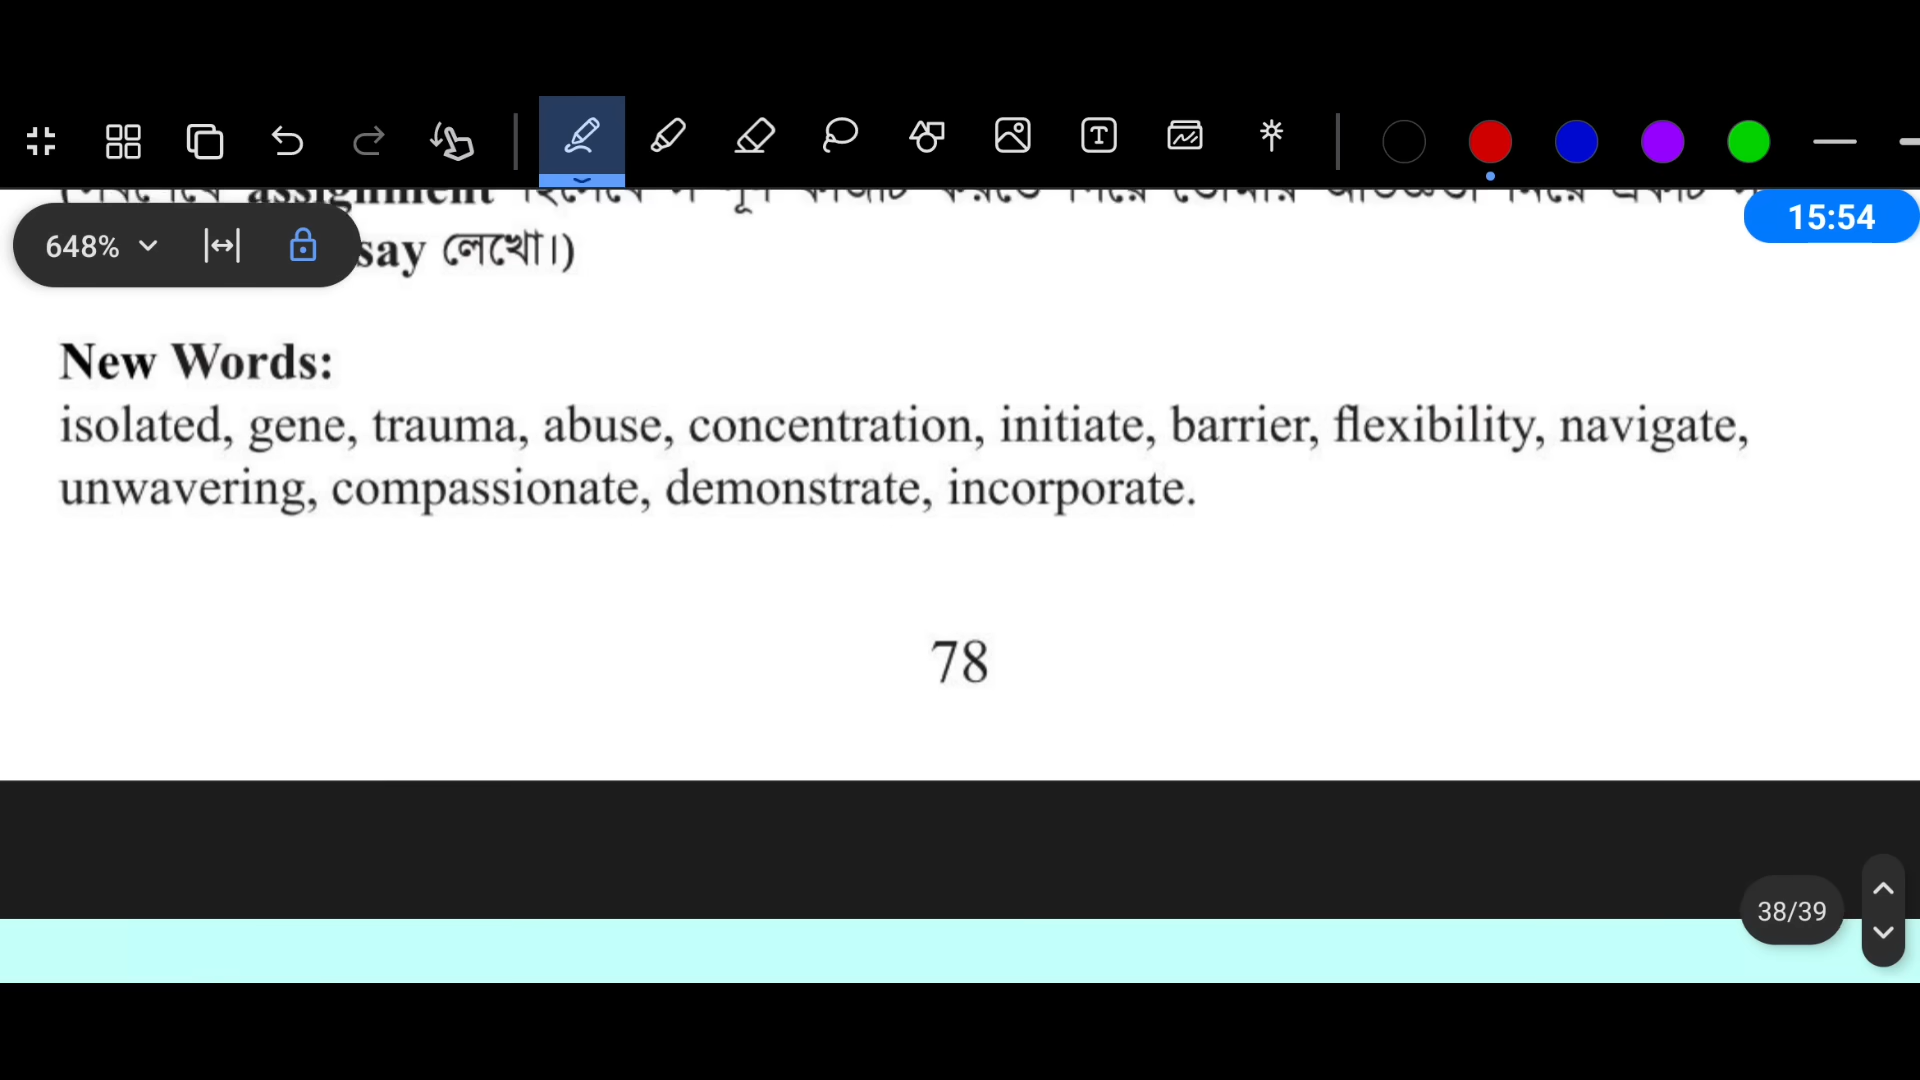 15:54
assignment
648%
say লেখো।)
New Words:
isolated, gene, trauma, abuse, concentration, initiate, barrier, flexibility, navigate,
unwavering, compassionate, demonstrate, incorporate.
78
38/39